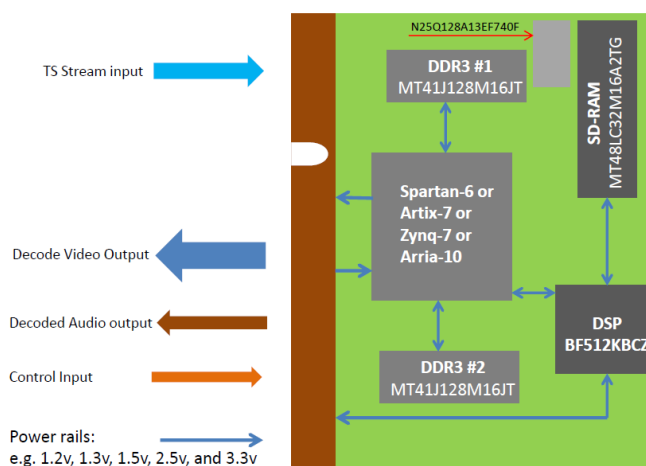 N25Q128A13EF740F
TS Stream input
DDR3 #1
MT41J128M16JT
SD-RAM
MT48LC32M16A2TG
Spartan-6 or
Artix-7 or
Zynq-7 or
Arria-10
Decode Video Output
Decoded Audio output
DSP
BF512KBCZ
DDR3 #2
MT41J128M16JT
Control Input
Power rails:
e.g. 1.2v, 1.3v, 1.5v, 2.5v, and 3.3v